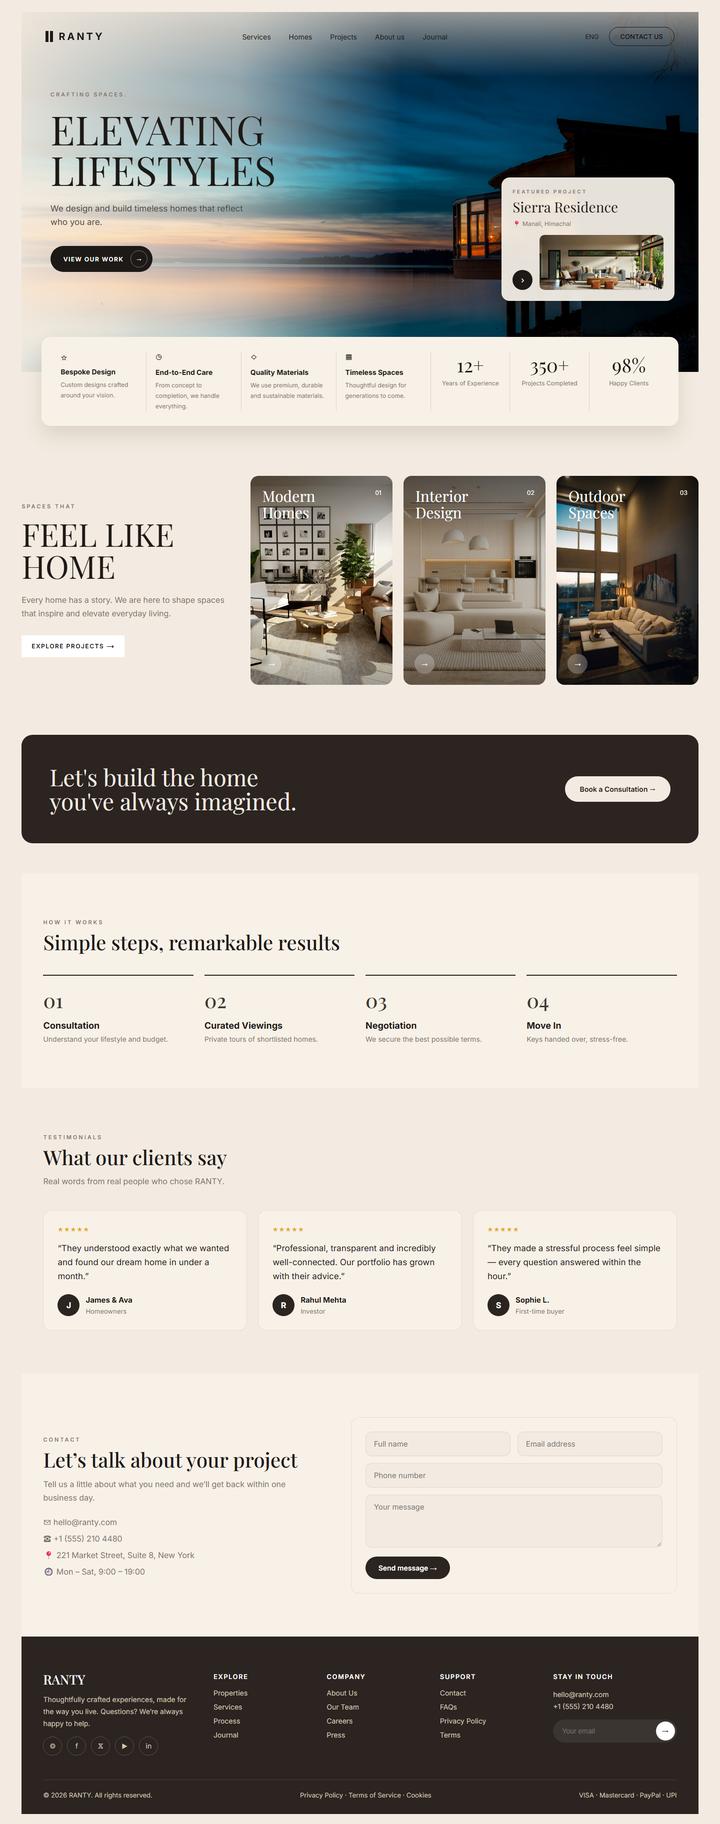 RANTY
Services Homes Projects About us Journal
ENG CONTACT US
CRAFTING SPACES.
ELEVATING
LIFESTYLES
We design and build timeless homes that reflect
who you are.
VIEW OUR WORK →
FEATURED PROJECT
Sierra Residence
📍 Manali, Himachal
›
Bespoke Design
Custom designs crafted
around your vision.
End-to-End Care
From concept to
completion, we handle
everything.
Quality Materials
We use premium, durable
and sustainable materials.
Timeless Spaces
Thoughtful design for
generations to come.
12+
Years of Experience
350+
Projects Completed
98%
Happy Clients
SPACES THAT
FEEL LIKE
HOME
Every home has a story. We are here to shape spaces
that inspire and elevate everyday living.
EXPLORE PROJECTS →
Modern
Homes
01
→
Interior
Design
02
→
Outdoor
Spaces
03
→
Let's build the home
you've always imagined.
Book a Consultation →
HOW IT WORKS
Simple steps, remarkable results
01
Consultation
Understand your lifestyle and budget.
02
Curated Viewings
Private tours of shortlisted homes.
03
Negotiation
We secure the best possible terms.
04
Move In
Keys handed over, stress-free.
TESTIMONIALS
What our clients say
Real words from real people who chose RANTY.
★★★★★
“They understood exactly what we wanted
and found our dream home in under a
month.”
J
James & Ava
Homeowners
★★★★★
“Professional, transparent and incredibly
well-connected. Our portfolio has grown
with their advice.”
R
Rahul Mehta
Investor
★★★★★
“They made a stressful process feel simple
— every question answered within the
hour.”
S
Sophie L.
First-time buyer
CONTACT
Let’s talk about your project
Tell us a little about what you need and we’ll get back within one
business day.
✉ hello@ranty.com
☎ +1 (555) 210 4480
📍 221 Market Street, Suite 8, New York
🕘 Mon – Sat, 9:00 – 19:00
Full name
Email address
Phone number
Your message
Send message →
RANTY
Thoughtfully crafted experiences, made for
the way you live. Questions? We’re always
happy to help.
f X ▶ in
EXPLORE
Properties
Services
Process
Journal
COMPANY
About Us
Our Team
Careers
Press
SUPPORT
Contact
FAQs
Privacy Policy
Terms
STAY IN TOUCH
hello@ranty.com
+1 (555) 210 4480
Your email →
© 2026 RANTY. All rights reserved.
Privacy Policy · Terms of Service · Cookies
VISA · Mastercard · PayPal · UPI